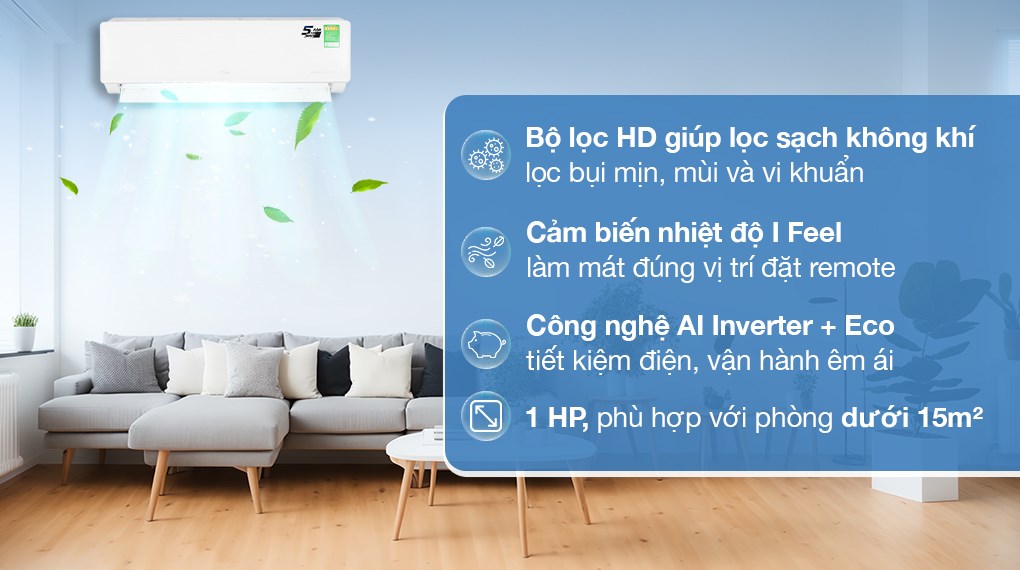 5 NĂM
Bộ lọc HD giúp lọc sạch không khí
lọc bụi mịn, mùi và vi khuẩn
Cảm biến nhiệt độ I Feel
làm mát đúng vị trí đặt remote
Công nghệ AI Inverter + Eco
tiết kiệm điện, vận hành êm ái
1 HP, phù hợp với phòng dưới 15m²